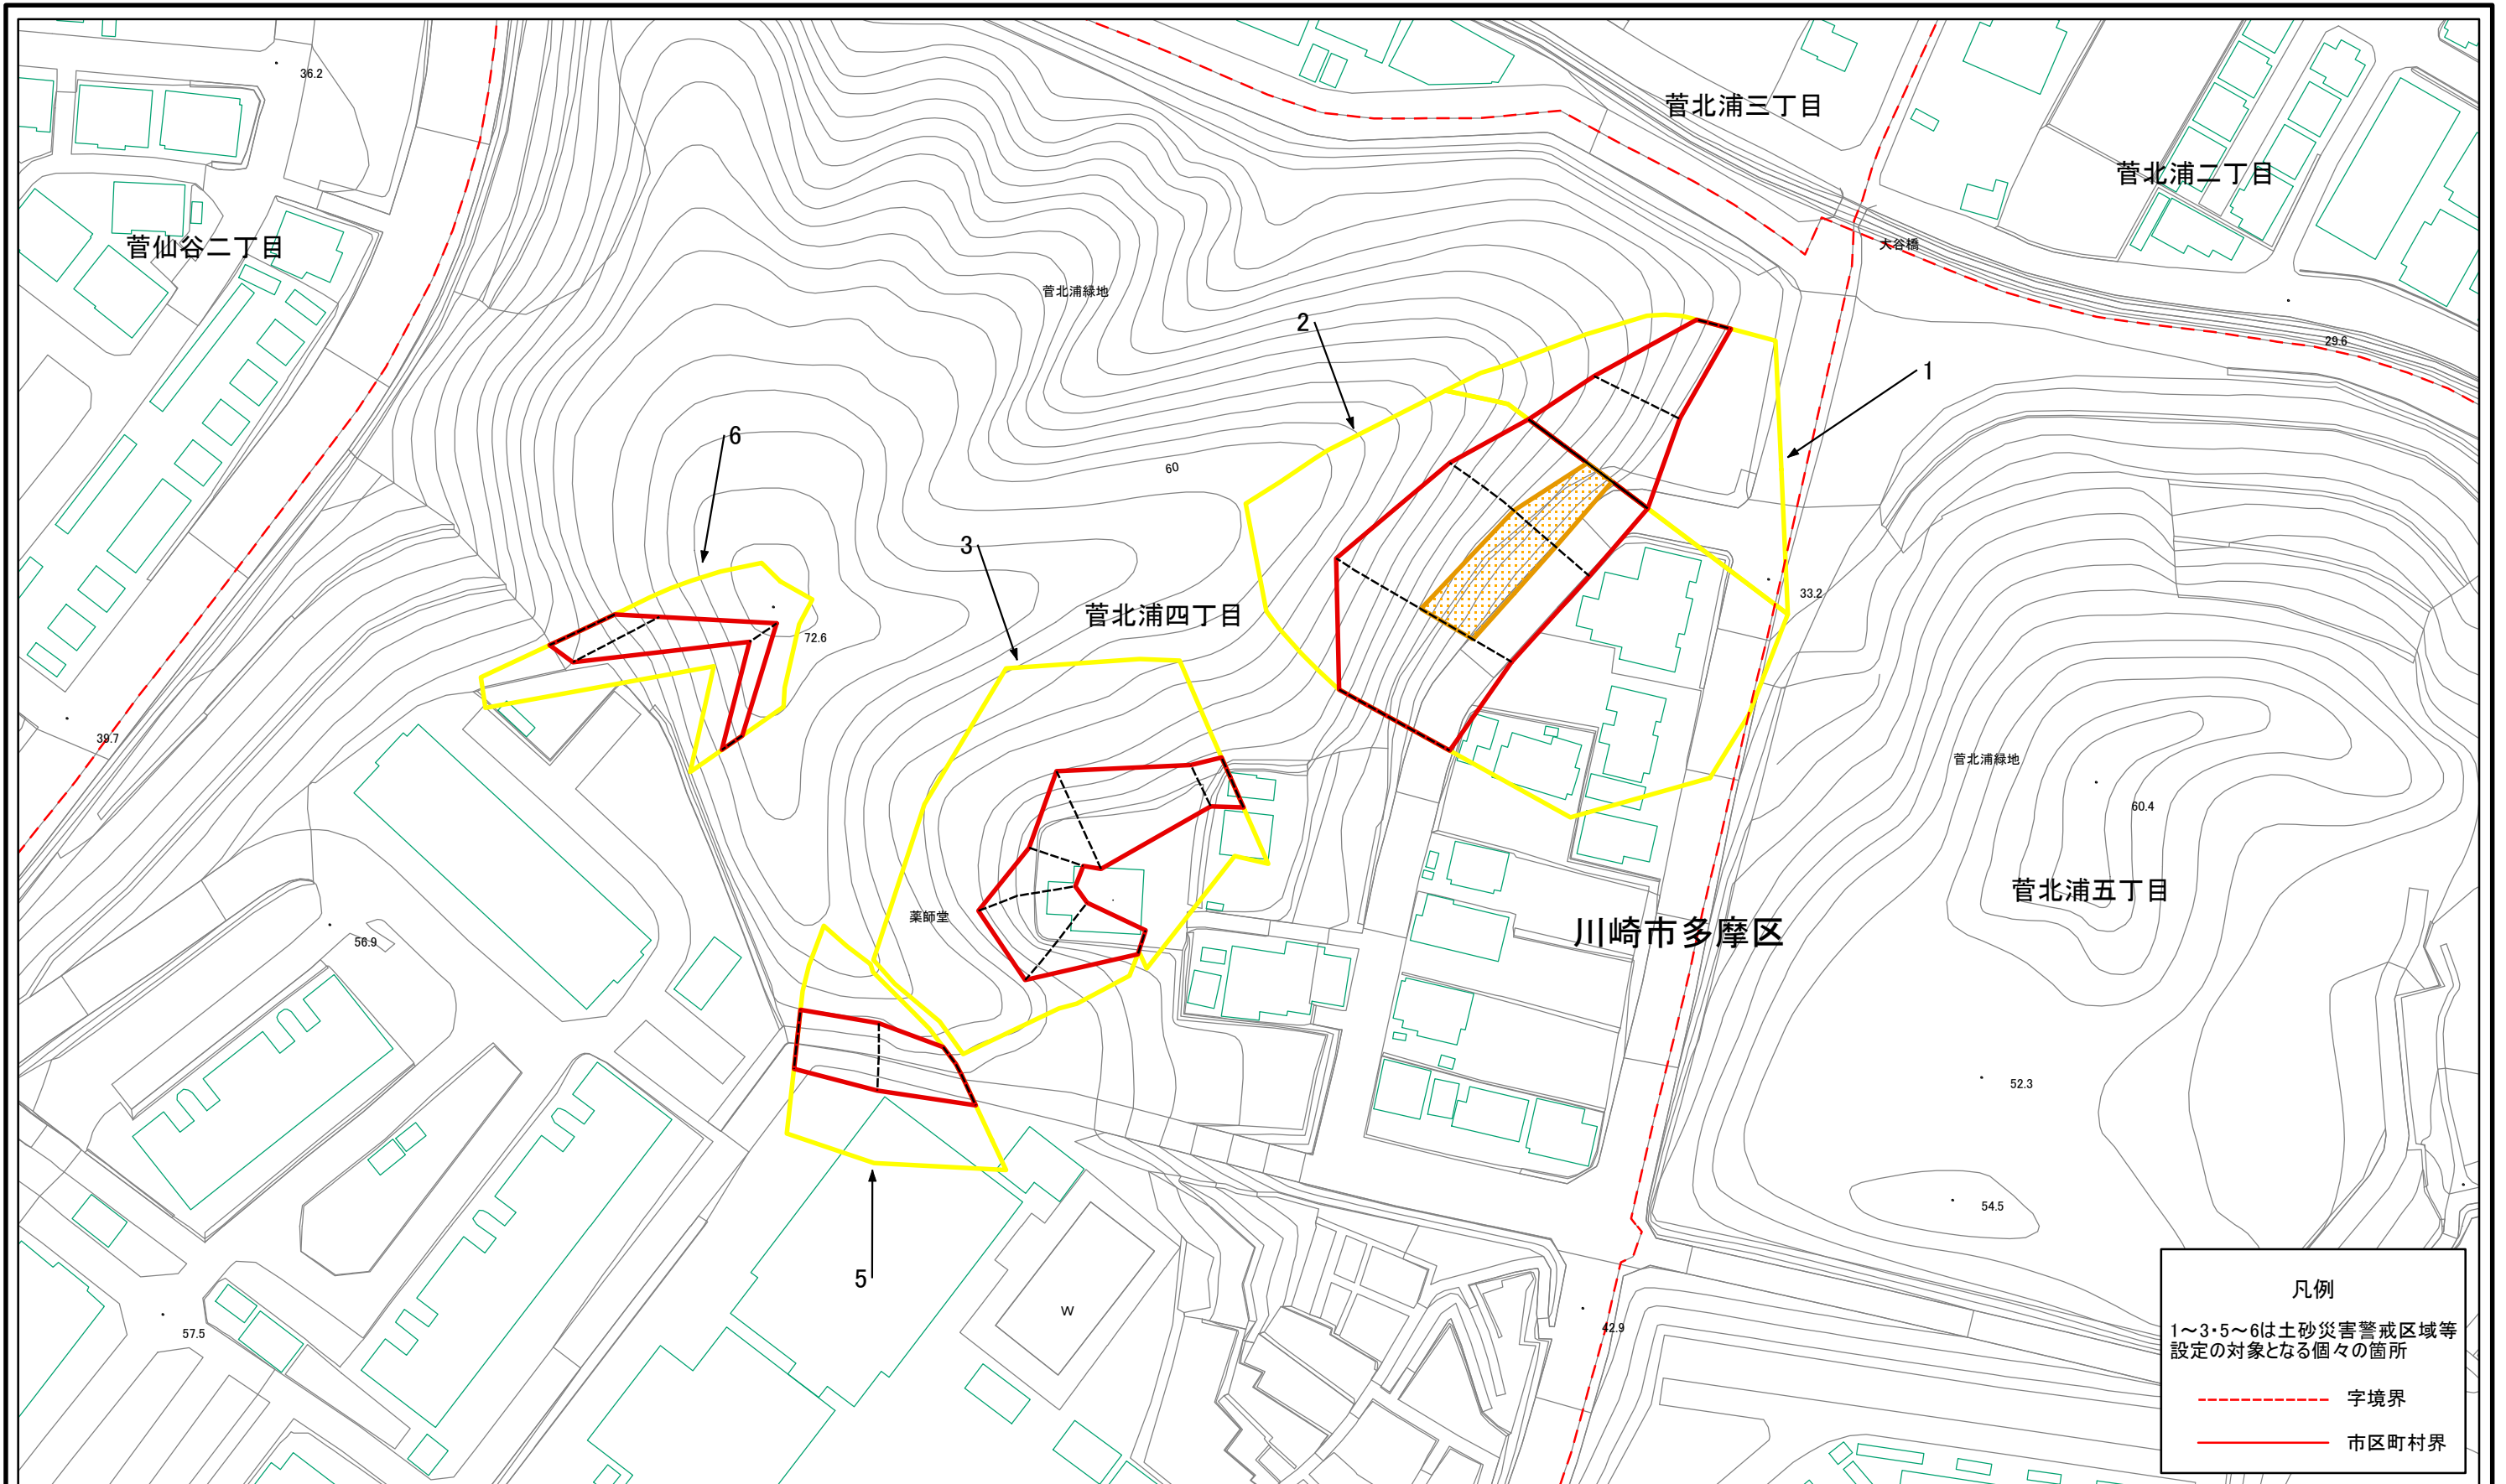 36.2
菅北浦三丁目
菅北浦二丁目
菅仙谷二丁目
大谷橋
菅北浦緑地
2
29.6
1
6
60
3
33.2
菅北浦四丁目
72.6
39.7
菅北浦緑地
60.4
菅北浦五丁目
薬師堂
川崎市多摩区
56.9
52.3
54.5
5
W
57.5
42.9
凡例
1~3・5~6は土砂災害警戒区域等
設定の対象となる個々の箇所
字境界
市区町村界